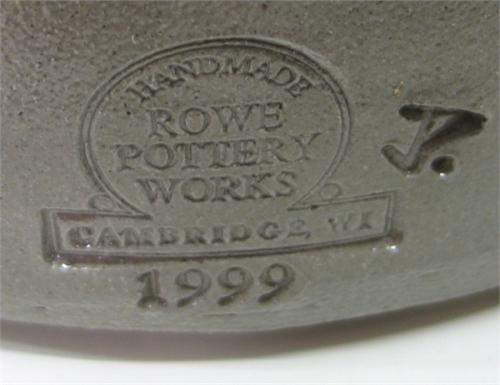 HANDMADE
ROWE
POTTERY
WORKS
CAMBRIDGE, WI
1999
J.